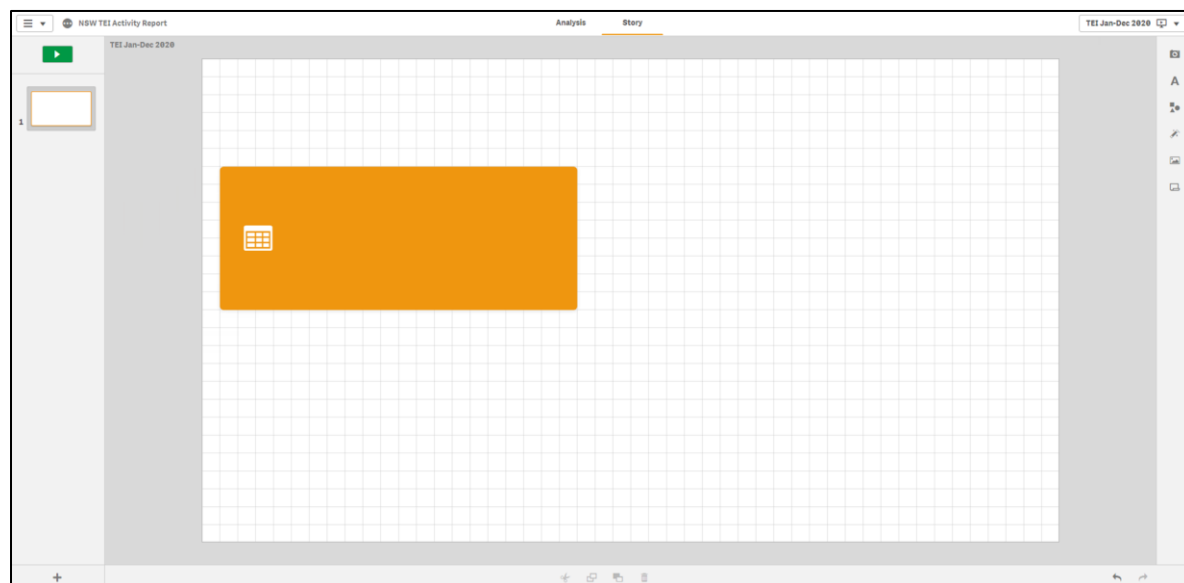 NSW TEI Activity Report
Analysis
Story
TEI Jan-Dec 2020
TEI Jan-Dec 2020
1
A